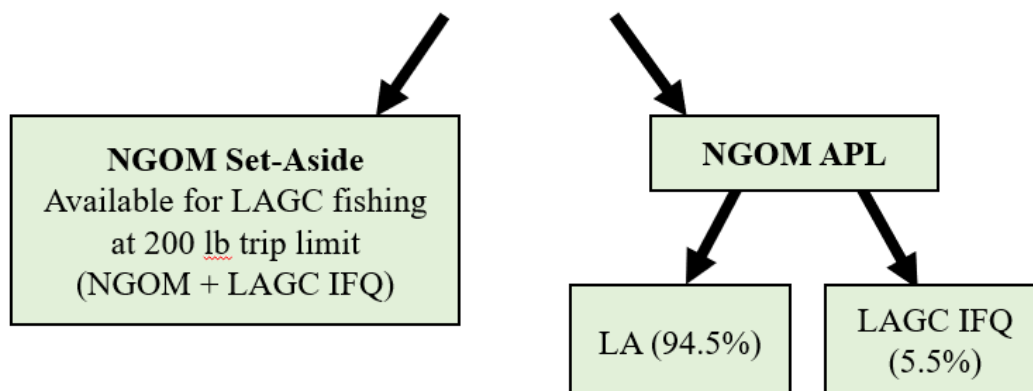 NGOM Set-Aside
Available for LAGC fishing
at 200 lb trip limit
(NGOM + LAGC IFQ)
NGOM APL
LA (94.5%)
LAGC IFQ
(5.5%)